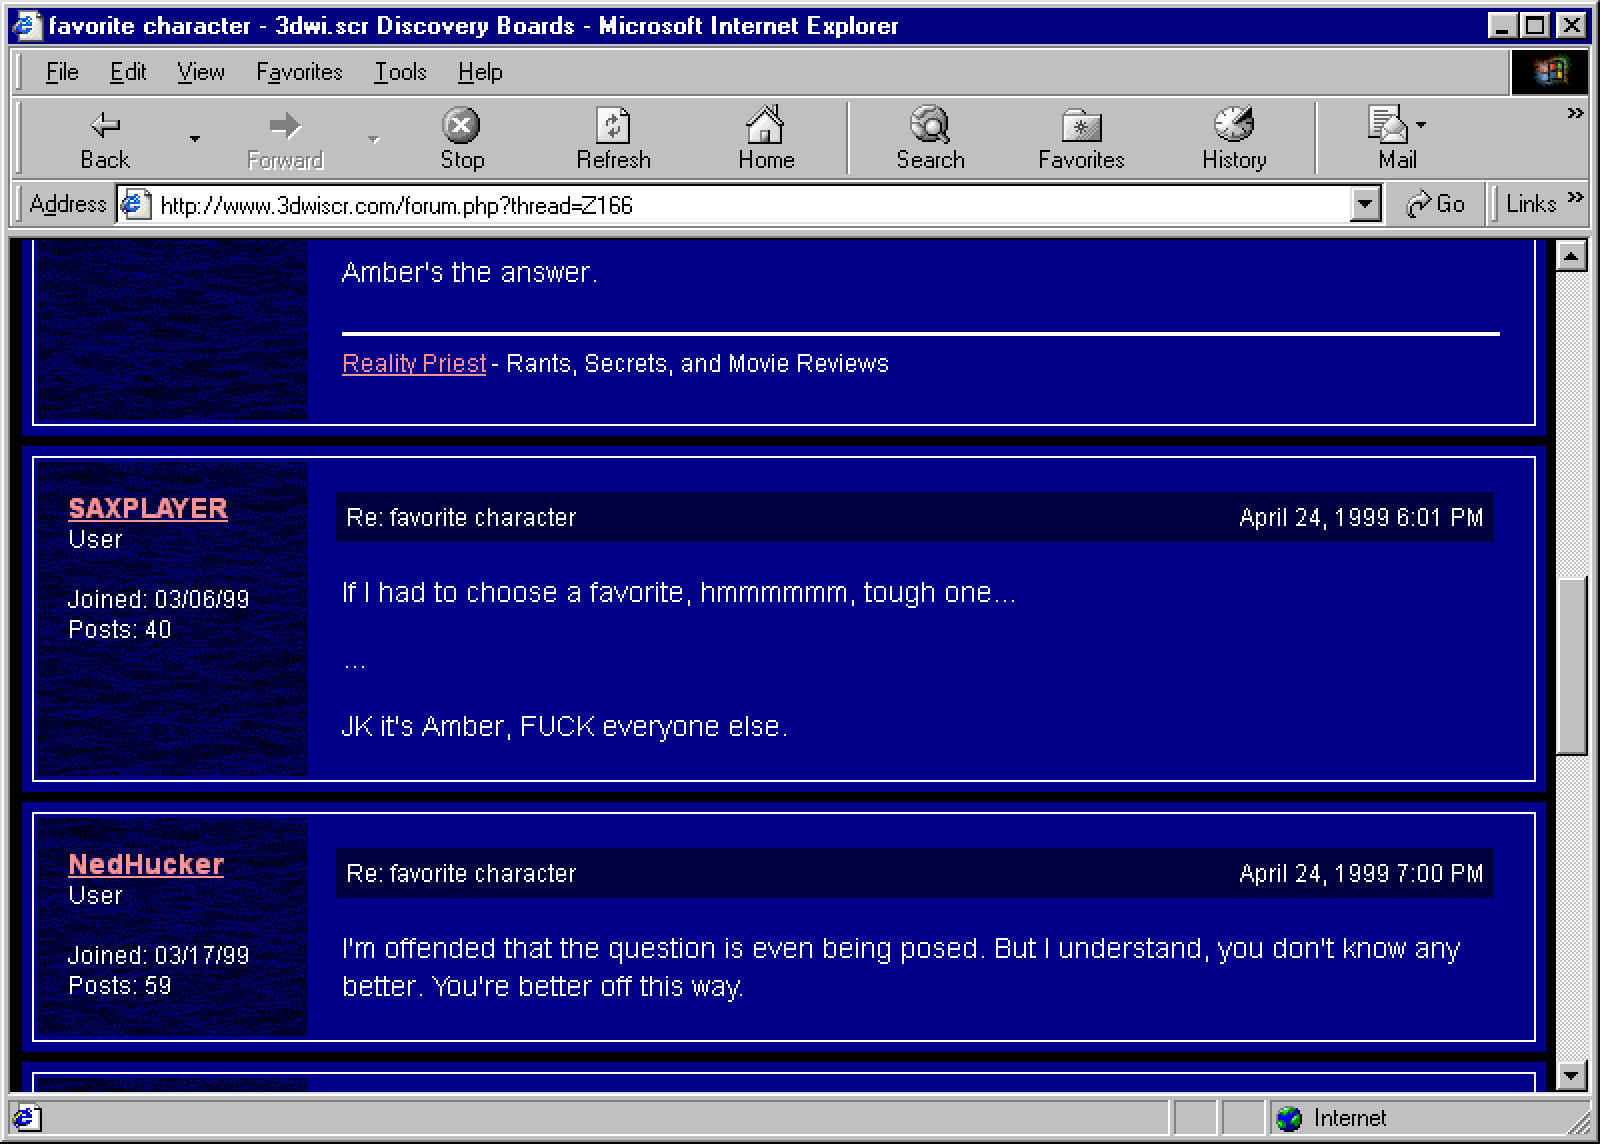 favorite character - 3dwi.scr Discovery Boards - Microsoft Internet Explorer
File Edit View Favorites Tools Help
Back Forward Stop Refresh Home Search Favorites History Mail »
Address http://www.3dwiscr.com/forum.php?thread=Z166 Go Links »
Amber's the answer.
Reality Priest - Rants, Secrets, and Movie Reviews
SAXPLAYER
User
Joined: 03/06/99
Posts: 40
Re: favorite character April 24, 1999 6:01 PM
If I had to choose a favorite, hmmmmmm, tough one...
...
JK it's Amber, FUCK everyone else.
NedHucker
User
Joined: 03/17/99
Posts: 59
Re: favorite character April 24, 1999 7:00 PM
I'm offended that the question is even being posed. But I understand, you don't know any
better. You're better off this way.
Internet